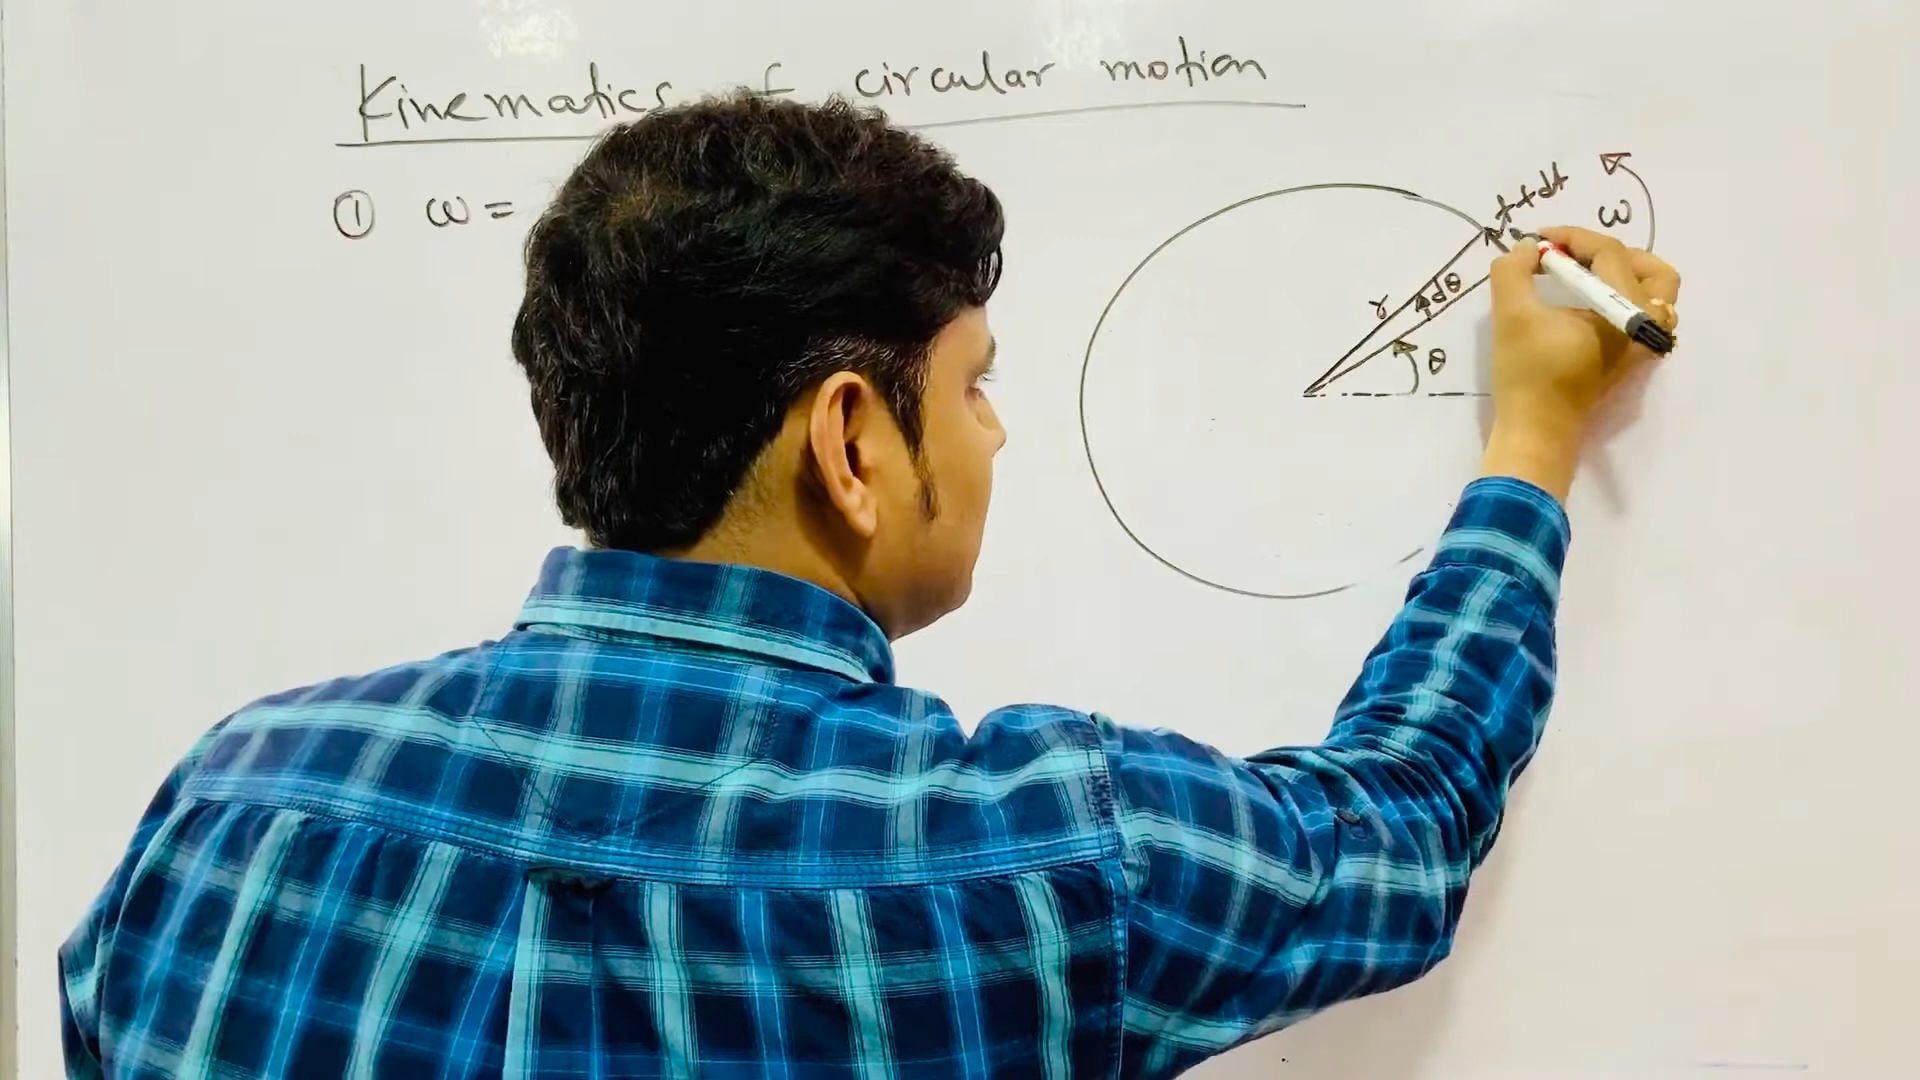 Kinematics of circular motion
① ω =
t+dt
ω
r
dθ
θ